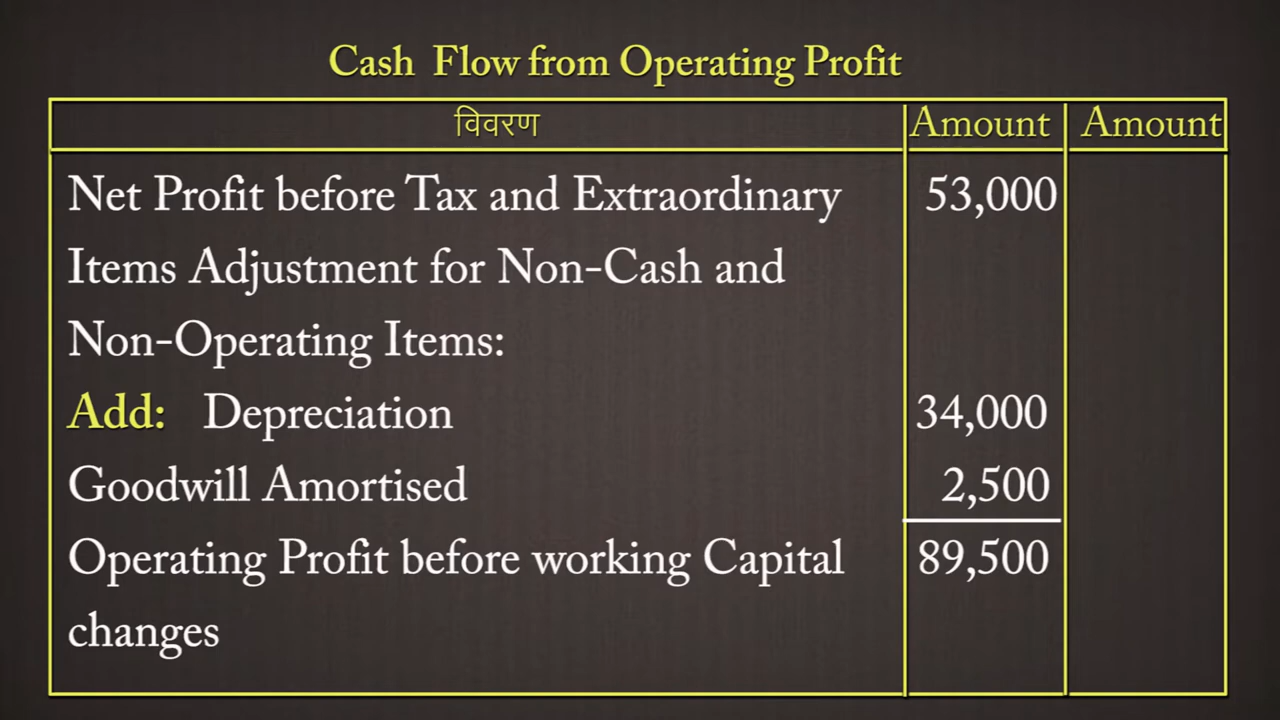 Cash Flow from Operating Profit
विवरण Amount Amount
Net Profit before Tax and Extraordinary 53,000
Items Adjustment for Non-Cash and
Non-Operating Items:
Add: Depreciation 34,000
Goodwill Amortised 2,500
Operating Profit before working Capital 89,500
changes